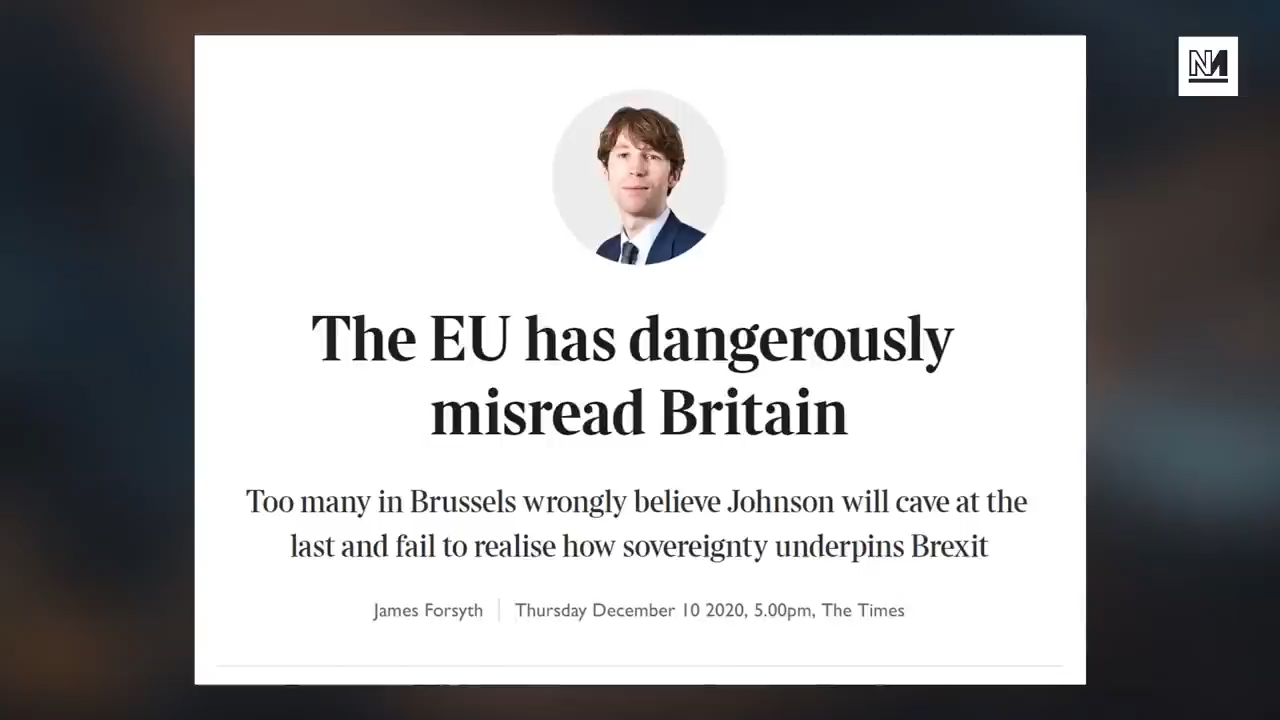 NM
The EU has dangerously
misread Britain
Too many in Brussels wrongly believe Johnson will cave at the
last and fail to realise how sovereignty underpins Brexit
James Forsyth | Thursday December 10 2020, 5.00pm, The Times